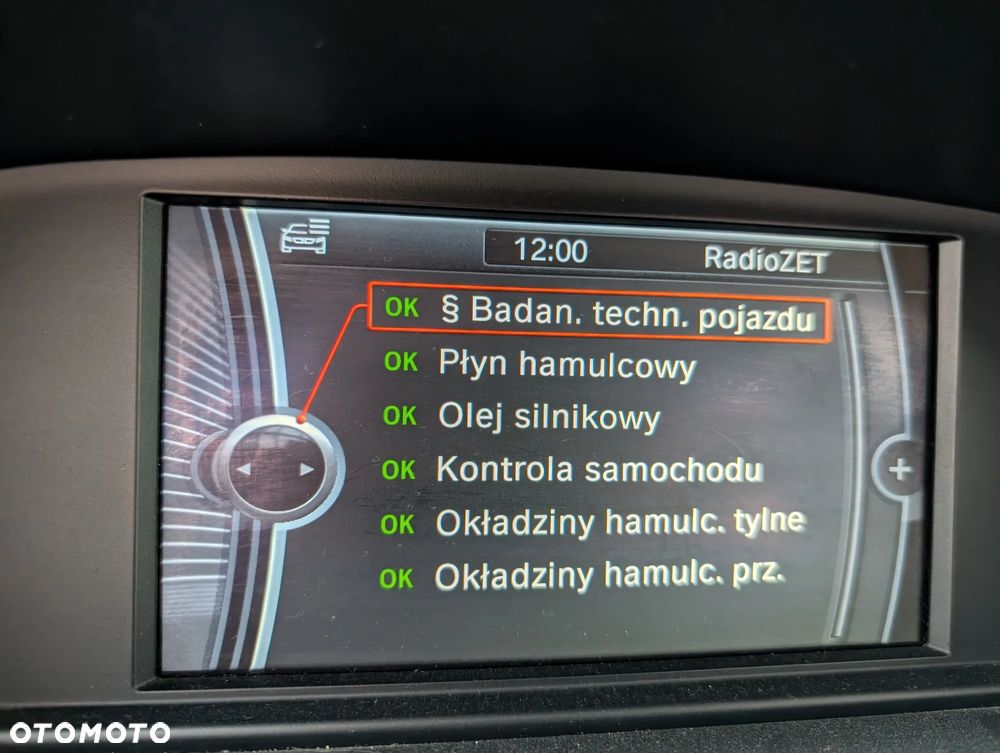 12:00 RadioZET
OK § Badan. techn. pojazdu
OK Płyn hamulcowy
OK Olej silnikowy
OK Kontrola samochodu
OK Okładziny hamulc. tylne
OK Okładziny hamulc. prz.
OTOMOTO